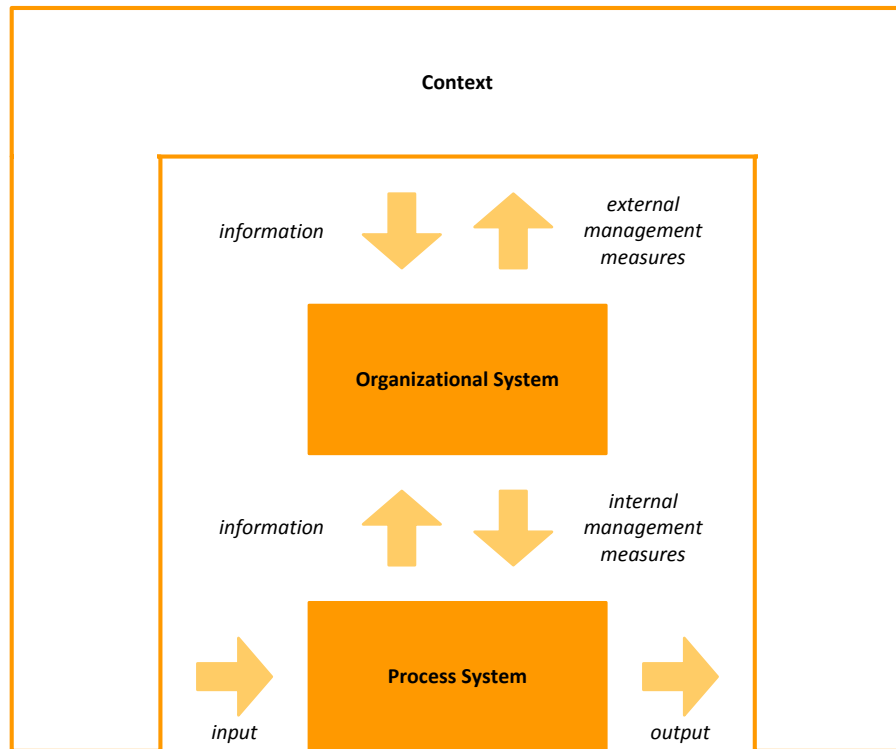 Context
information
external
management
measures
Organizational System
information
internal
management
measures
Process System
input
output